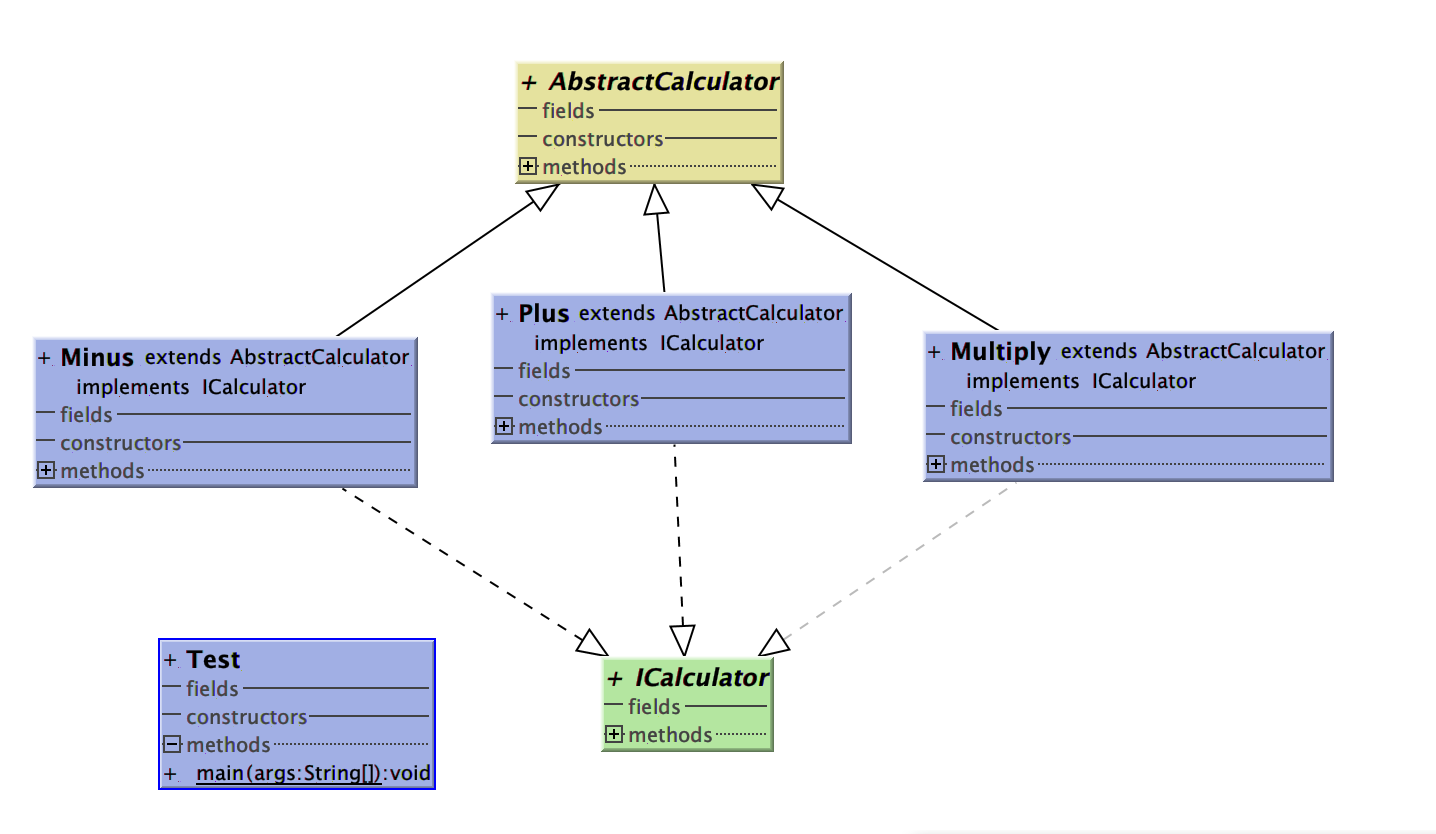 + AbstractCalculator
fields
constructors
+ methods
+ Minus extends AbstractCalculator
implements ICalculator
fields
constructors
+ methods
+ Plus extends AbstractCalculator
implements ICalculator
fields
constructors
+ methods
+ Multiply extends AbstractCalculator
implements ICalculator
fields
constructors
+ methods
+ Test
fields
constructors
- methods
+ main(args:String[]):void
+ ICalculator
fields
+ methods